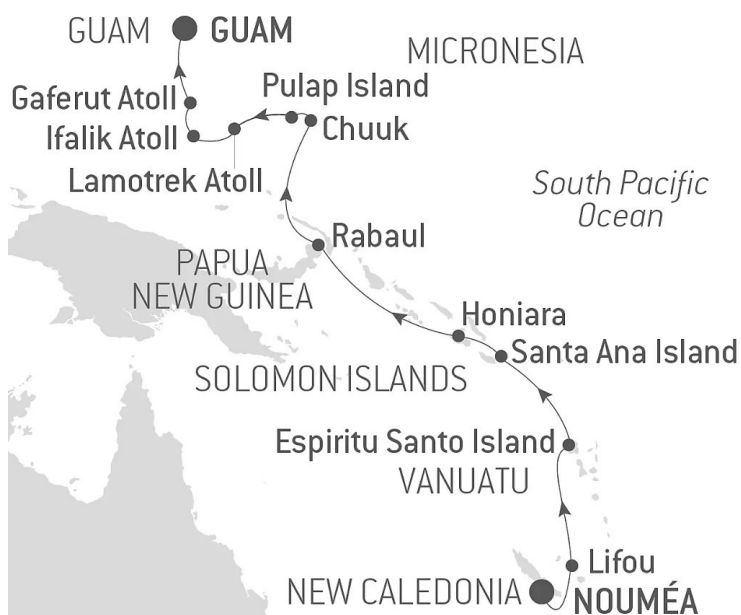 GUAM GUAM
MICRONESIA
Pulap Island
Gaferut Atoll
Chuuk
Ifalik Atoll
Lamotrek Atoll
South Pacific
Ocean
Rabaul
PAPUA
NEW GUINEA
Honiara
Santa Ana Island
SOLOMON ISLANDS
Espiritu Santo Island
VANUATU
Lifou
NEW CALEDONIA
NOUMÉA